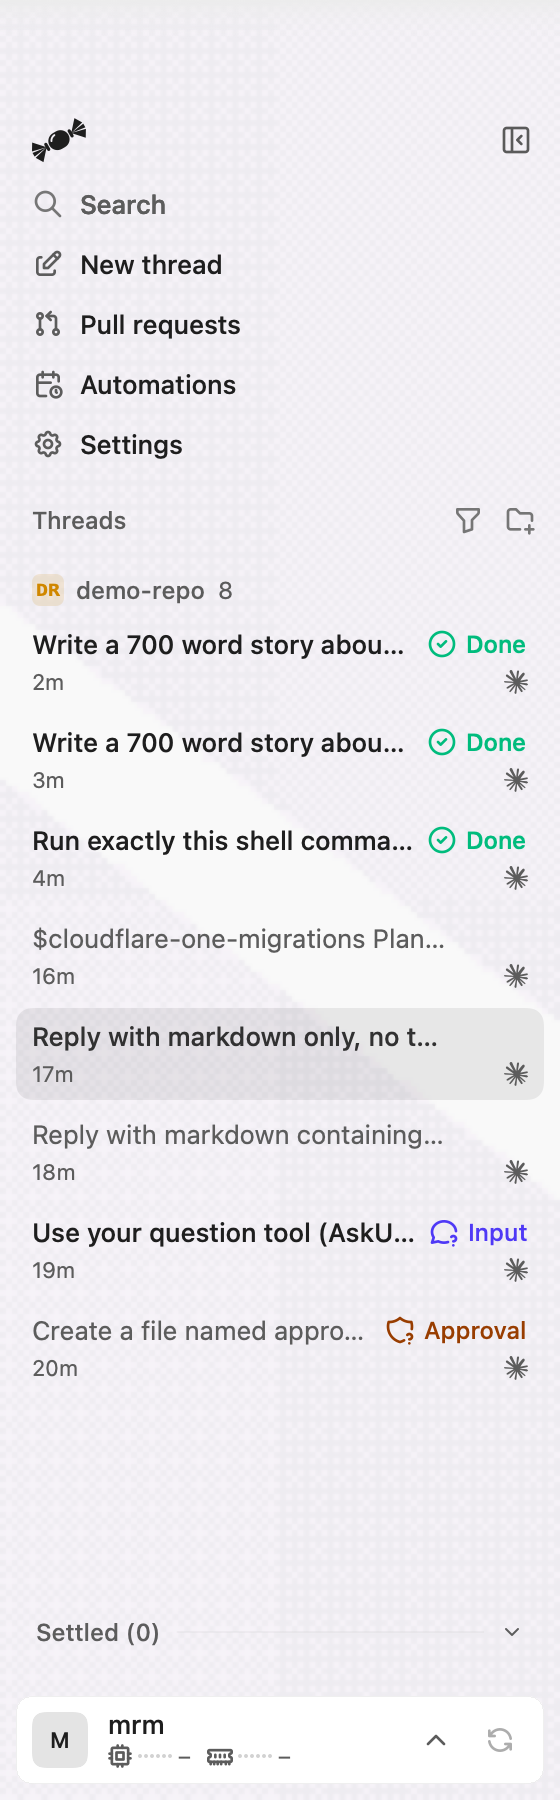 Search
New thread
Pull requests
Automations
Settings
Threads
DR demo-repo 8
Write a 700 word story abou... Done
2m
Write a 700 word story abou... Done
3m
Run exactly this shell comma... Done
4m
$cloudflare-one-migrations Plan...
16m
Reply with markdown only, no t...
17m
Reply with markdown containing...
18m
Use your question tool (AskU... Input
19m
Create a file named appro... Approval
20m
Settled (0)
M mrm
– –